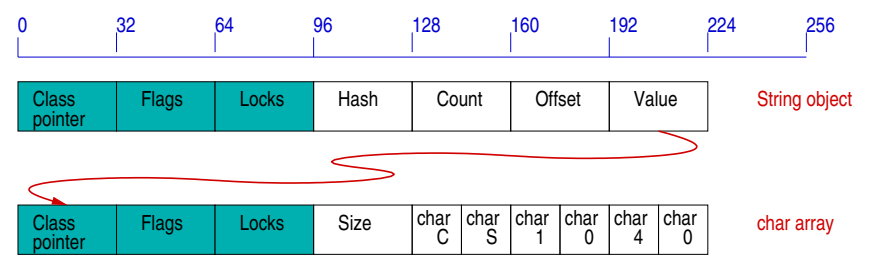 0 32 64 96 128 160 192 224 256
Class pointer Flags Locks Hash Count Offset Value String object
Class pointer Flags Locks Size char C char S char 1 char 0 char 4 char 0 char array